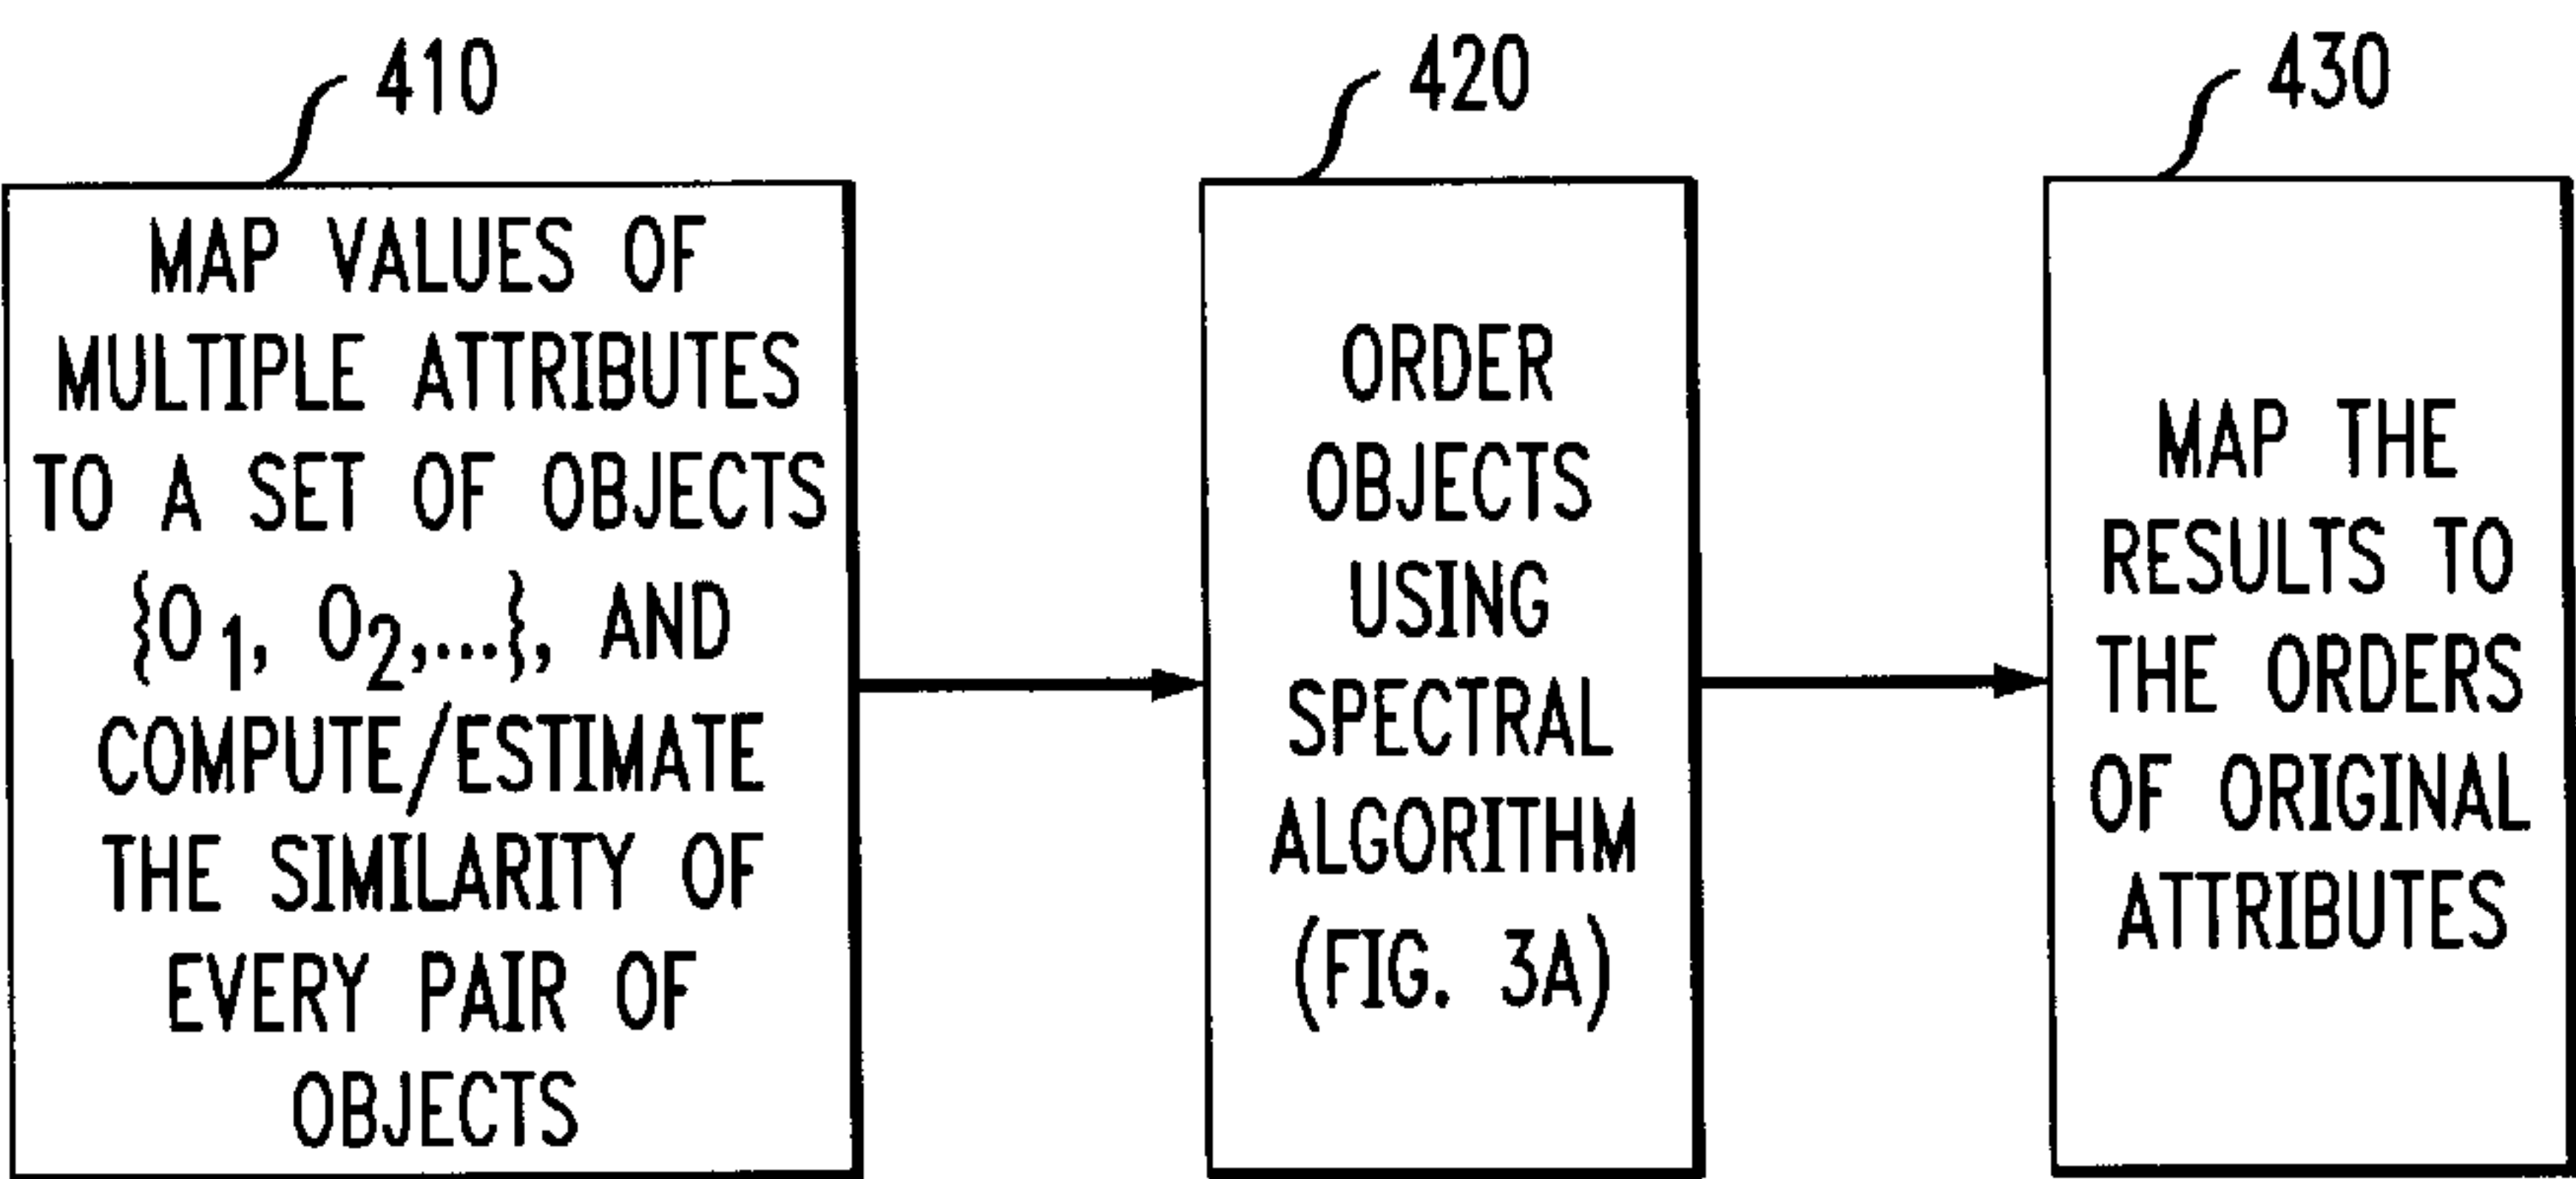 410
MAP VALUES OF
MULTIPLE ATTRIBUTES
TO A SET OF OBJECTS
{O1, O2,...}, AND
COMPUTE/ESTIMATE
THE SIMILARITY OF
EVERY PAIR OF
OBJECTS
420
ORDER
OBJECTS
USING
SPECTRAL
ALGORITHM
(FIG. 3A)
430
MAP THE
RESULTS TO
THE ORDERS
OF ORIGINAL
ATTRIBUTES